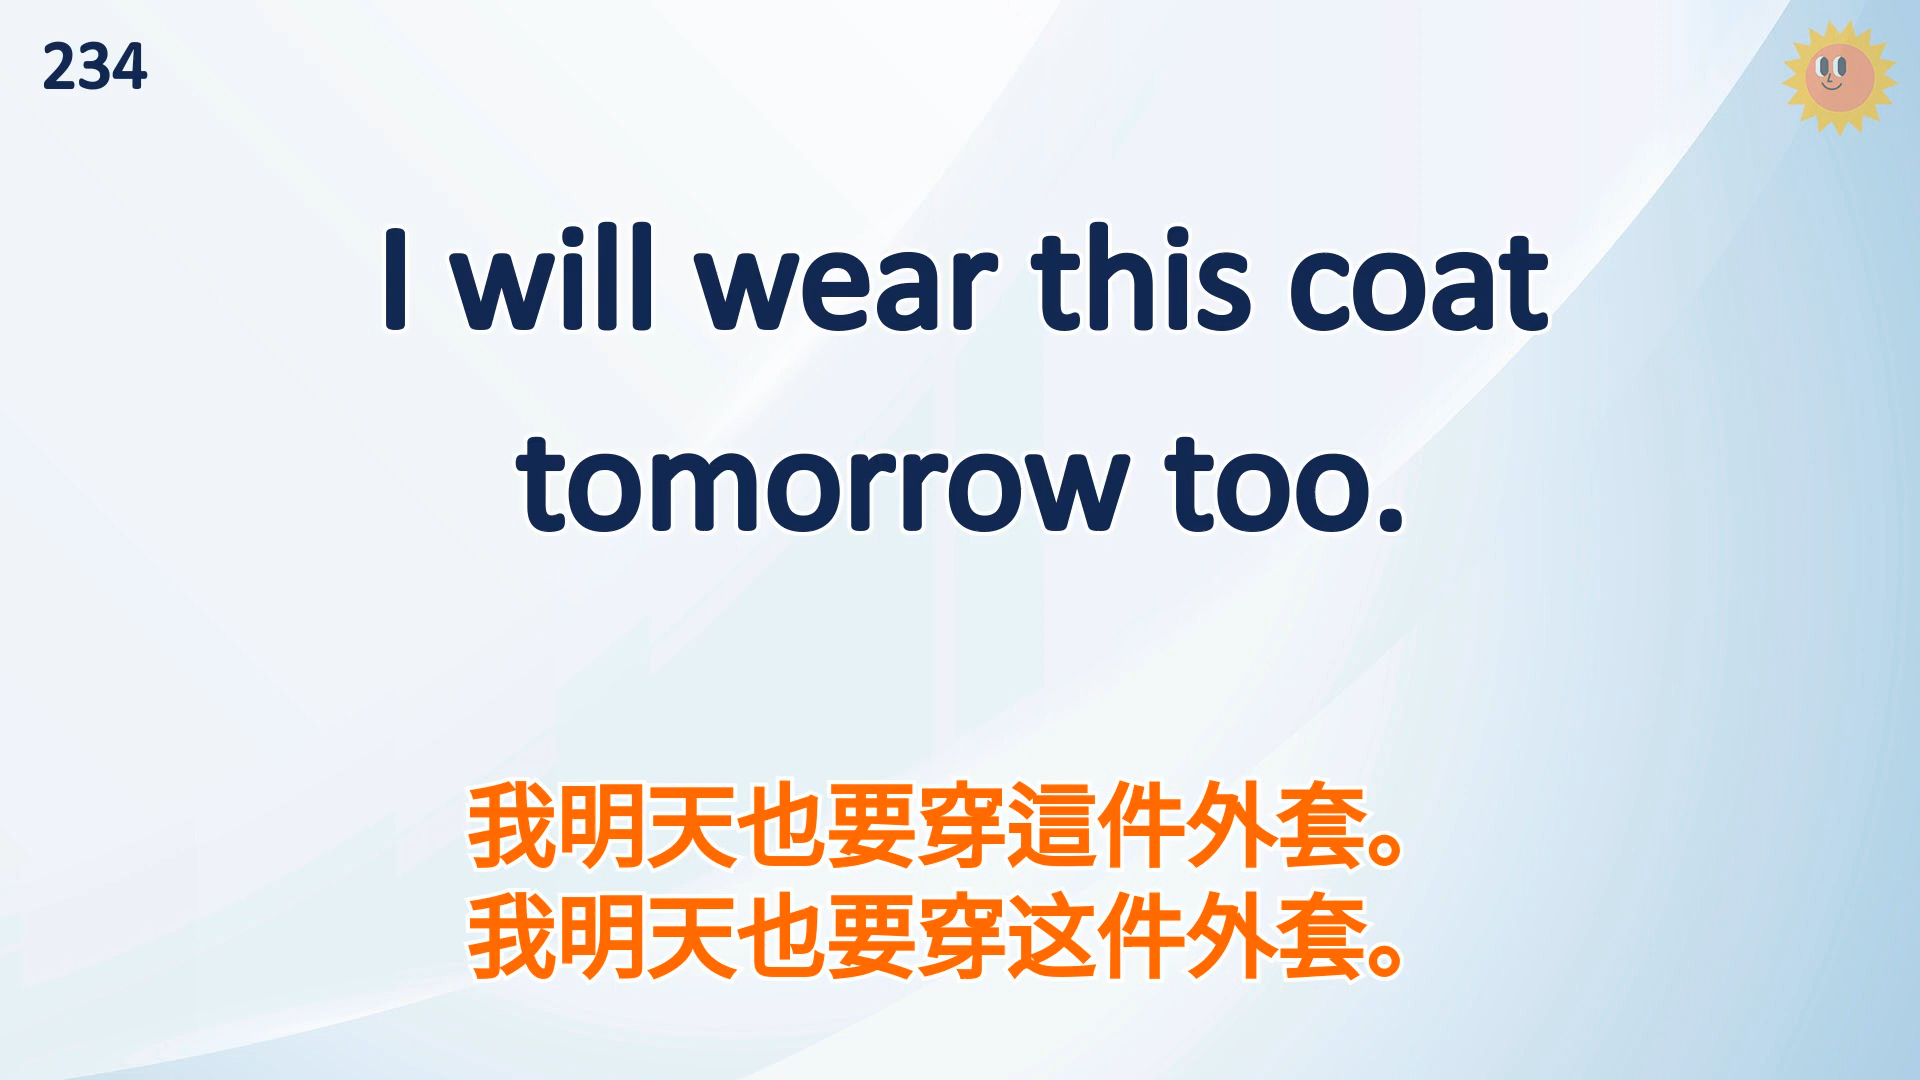 234
I will wear this coat
tomorrow too.
我明天也要穿這件外套。
我明天也要穿这件外套。